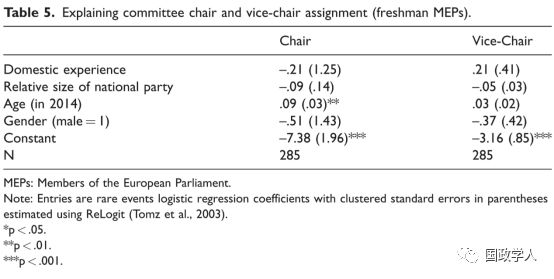 Table 5. Explaining committee chair and vice-chair assignment (freshman MEPs).
Chair Vice-Chair
Domestic experience –.21 (1.25) .21 (.41)
Relative size of national party –.09 (.14) –.05 (.03)
Age (in 2014) .09 (.03)** .03 (.02)
Gender (male = 1) –.51 (1.43) –.37 (.42)
Constant –7.38 (1.96)*** –3.16 (.85)***
N 285 285
MEPs: Members of the European Parliament.
Note: Entries are rare events logistic regression coefficients with clustered standard errors in parentheses
estimated using ReLogit (Tomz et al., 2003).
*p < .05.
**p < .01.
***p < .001.
国政学人